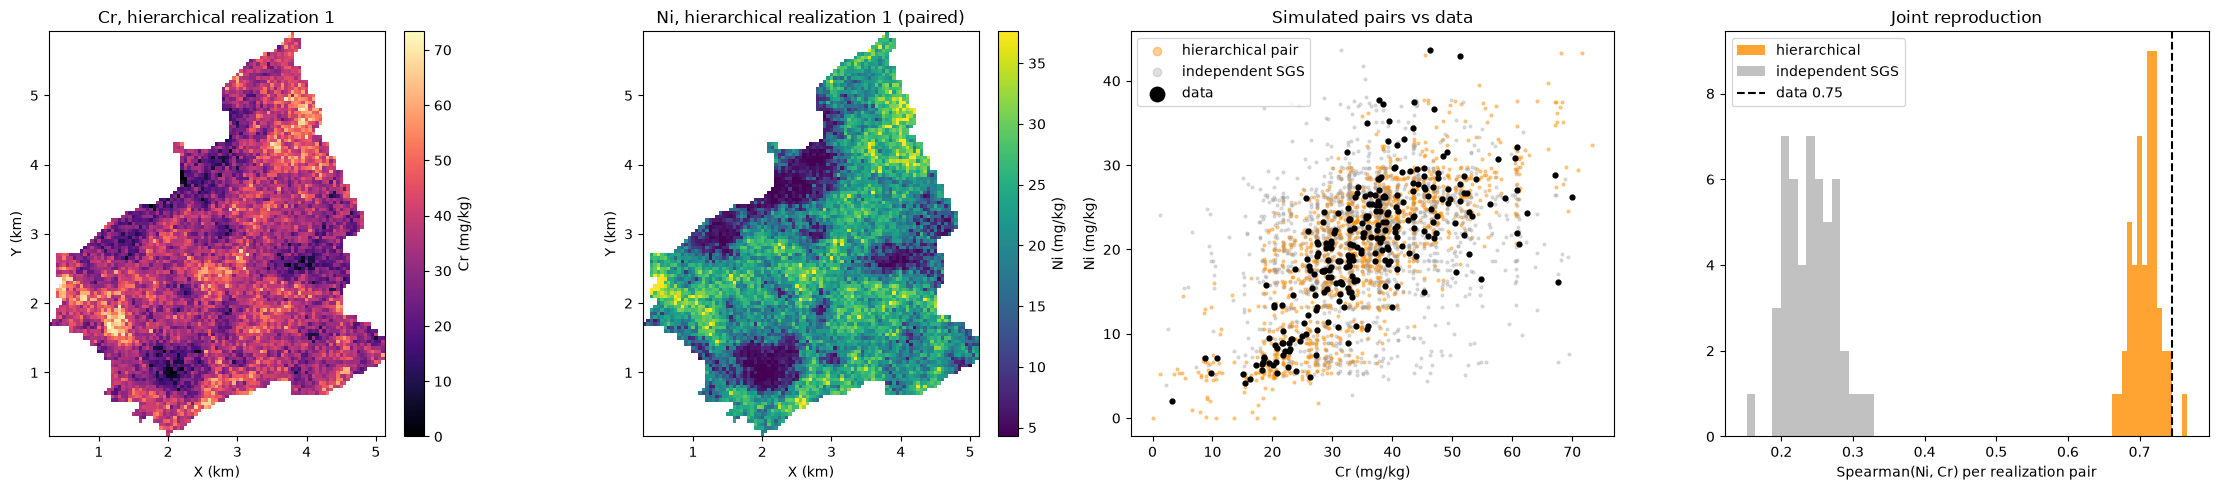 Cr, hierarchical realization 1
Y (km)
5
4
3
2
1
1 2 3 4 5
X (km)
70
60
50
40
30
20
10
0
Cr (mg/kg)
Ni, hierarchical realization 1 (paired)
Y (km)
5
4
3
2
1
1 2 3 4 5
X (km)
35
30
25
20
15
10
5
Ni (mg/kg)
Simulated pairs vs data
hierarchical pair
independent SGS
data
Ni (mg/kg)
40
30
20
10
0
0 10 20 30 40 50 60 70
Cr (mg/kg)
Joint reproduction
hierarchical
independent SGS
data 0.75
8
6
4
2
0
0.2 0.3 0.4 0.5 0.6 0.7
Spearman(Ni, Cr) per realization pair